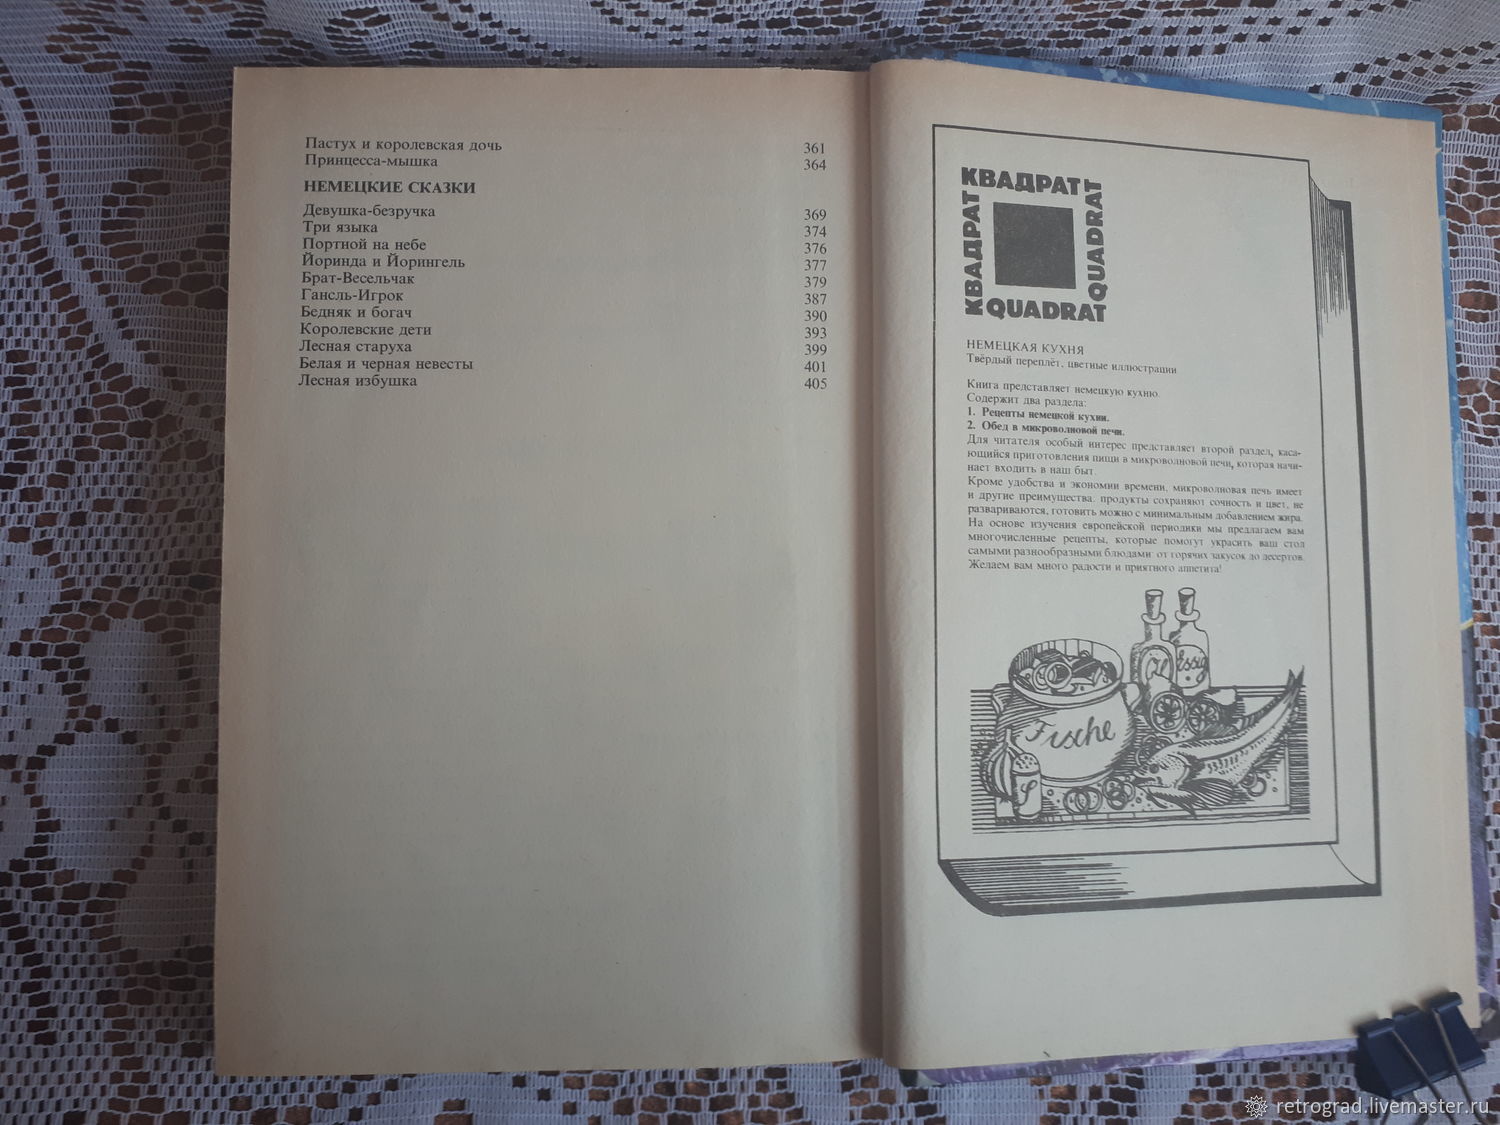 Пастух и королевская дочь 361
Принцесса-мышка 364
НЕМЕЦКИЕ СКАЗКИ
Девушка-безручка 369
Три языка 374
Портной на небе 376
Йоринда и Йорингель 377
Брат-Весельчак 379
Гансль-Игрок 387
Бедняк и богач 390
Королевские дети 393
Лесная старуха 399
Белая и черная невесты 401
Лесная избушка 405
КВАДРАТ
КВАДРАТ
QUADRAT
QUADRAT
НЕМЕЦКАЯ КУХНЯ
Твёрдый переплёт, цветные иллюстрации
Книга представляет немецкую кухню.
Содержит два раздела:
1. Рецепты немецкой кухни.
2. Обед в микроволновой печи.
Для читателя особый интерес представляет второй раздел, каса-
ющийся приготовления пищи в микроволновой печи, которая начи-
нает входить в наш быт.
Кроме удобства и экономии времени, микроволновая печь имеет
и другие преимущества: продукты сохраняют сочность и цвет, не
развариваются, готовить можно с минимальным добавлением жира.
На основе изучения европейской периодики мы предлагаем вам
многочисленные рецепты, которые помогут украсить ваш стол
самыми разнообразными блюдами: от горячих закусок до десертов.
Желаем вам много радости и приятного аппетита!
Essig
Fische
S
retrograd.livemaster.ru